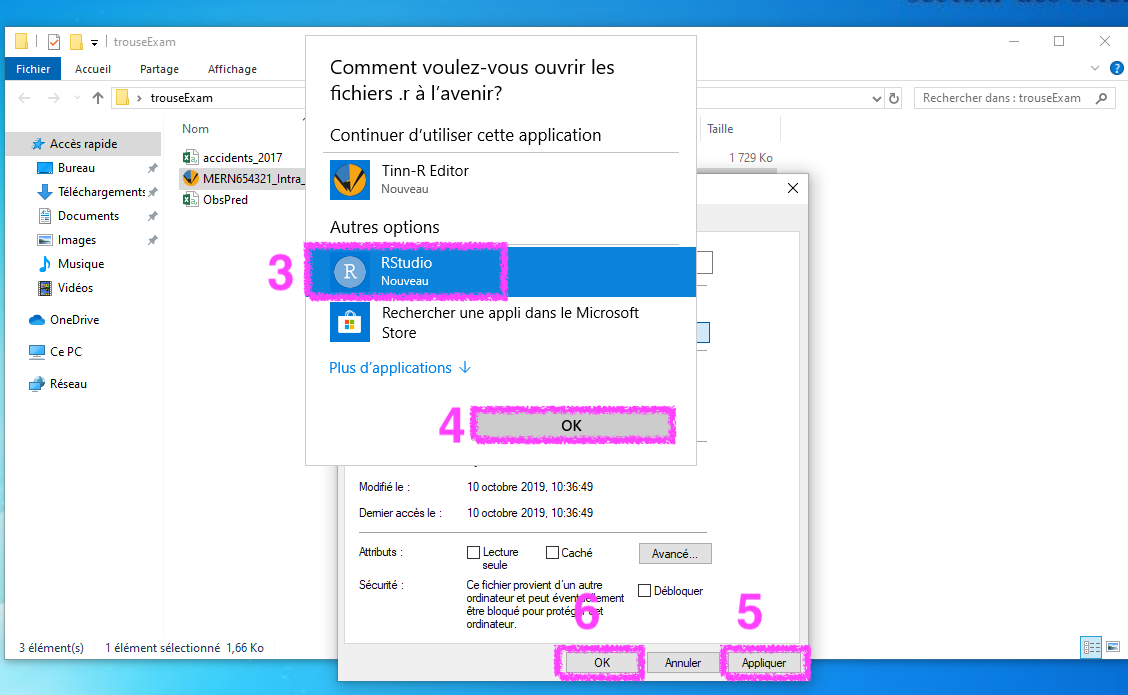 trouseExam
Fichier Accueil Partage Affichage
trouseExam
Rechercher dans : trouseExam
Accès rapide
Bureau
Téléchargements
Documents
Images
Musique
Vidéos
OneDrive
Ce PC
Réseau
Nom
Taille
accidents_2017
1 729 Ko
MERN654321_Intra_
ObsPred
Comment voulez-vous ouvrir les
fichiers .r à l’avenir?
Continuer d’utiliser cette application
Tinn-R Editor
Nouveau
Autres options
3
RStudio
Nouveau
Rechercher une appli dans le Microsoft
Store
Plus d’applications
4
OK
Modifié le : 10 octobre 2019, 10:36:49
Dernier accès le : 10 octobre 2019, 10:36:49
Attributs : Lecture
seule
Caché
Avancé...
Sécurité : Ce fichier provient d’un autre
ordinateur et peut éventuellement
être bloqué pour protéger cet
ordinateur.
Débloquer
6
5
OK Annuler Appliquer
3 élément(s) 1 élément sélectionné 1,66 Ko